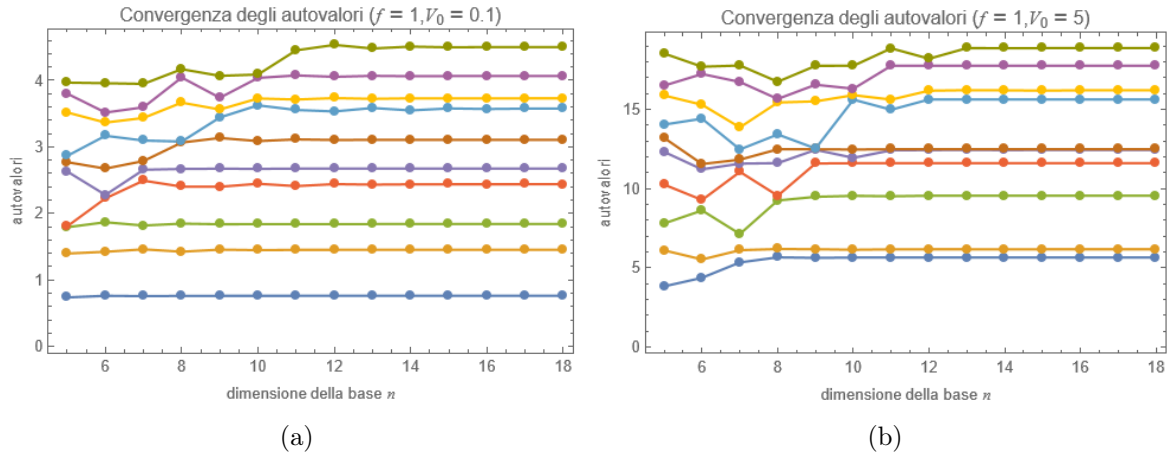 Convergenza degli autovalori (f = 1,V₀ = 0.1)
autovalori
4
3
2
1
0
6 8 10 12 14 16 18
dimensione della base n
(a)
Convergenza degli autovalori (f = 1,V₀ = 5)
autovalori
15
10
5
0
6 8 10 12 14 16 18
dimensione della base n
(b)